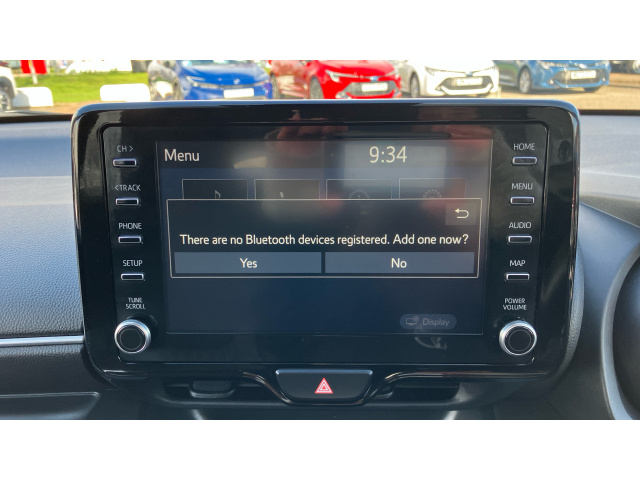 CH >
< TRACK
PHONE
SETUP
TUNE
SCROLL
Menu
9:34
There are no Bluetooth devices registered. Add one now?
Yes
No
Display
HOME
MENU
AUDIO
MAP
POWER
VOLUME